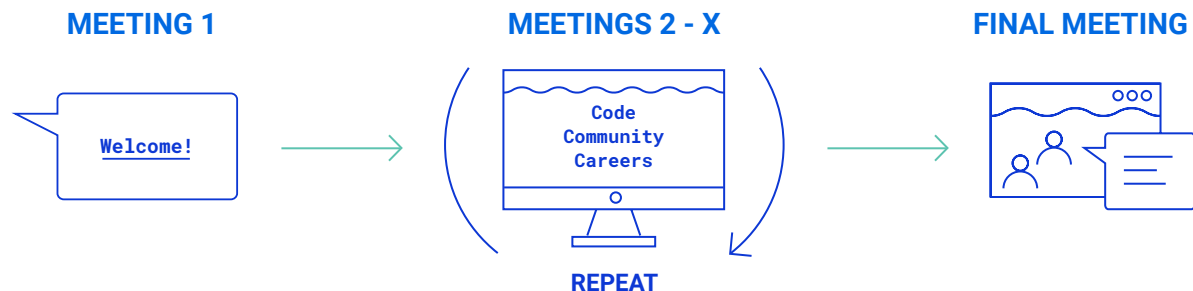 MEETING 1
MEETINGS 2 - X
FINAL MEETING
Welcome!
Code
Community
Careers
REPEAT